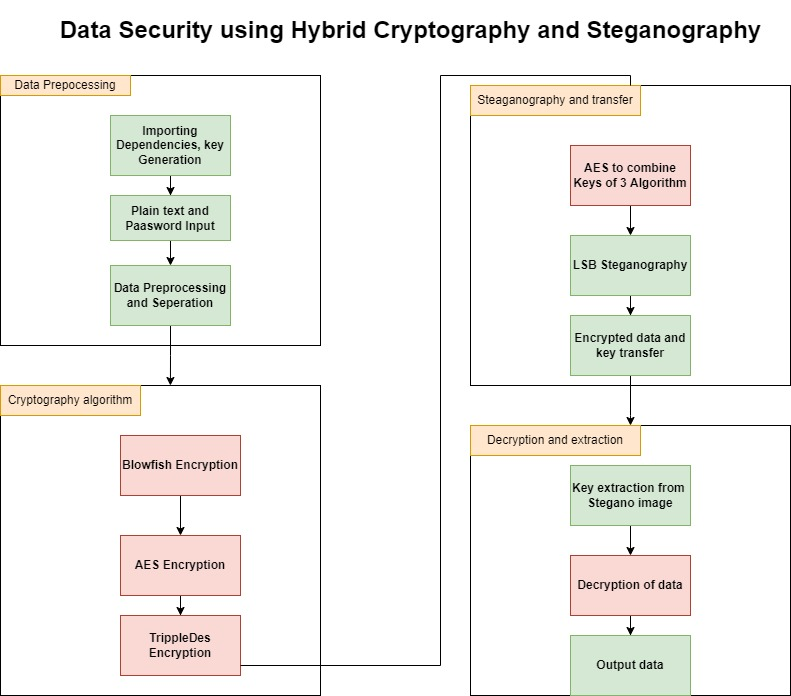 Data Security using Hybrid Cryptography and Steganography
Data Prepocessing
Importing
Dependencies, key
Generation
Plain text and
Paasword Input
Data Preprocessing
and Seperation
Cryptography algorithm
Blowfish Encryption
AES Encryption
TrippleDes
Encryption
Steaganography and transfer
AES to combine
Keys of 3 Algorithm
LSB Steganography
Encrypted data and
key transfer
Decryption and extraction
Key extraction from
Stegano image
Decryption of data
Output data